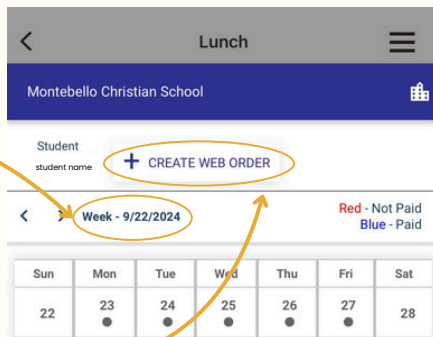 Lunch
Montebello Christian School
Student
student name
+ CREATE WEB ORDER
< > Week - 9/22/2024
Red - Not Paid
Blue - Paid
Sun Mon Tue Wed Thu Fri Sat
22 23 24 25 26 27 28